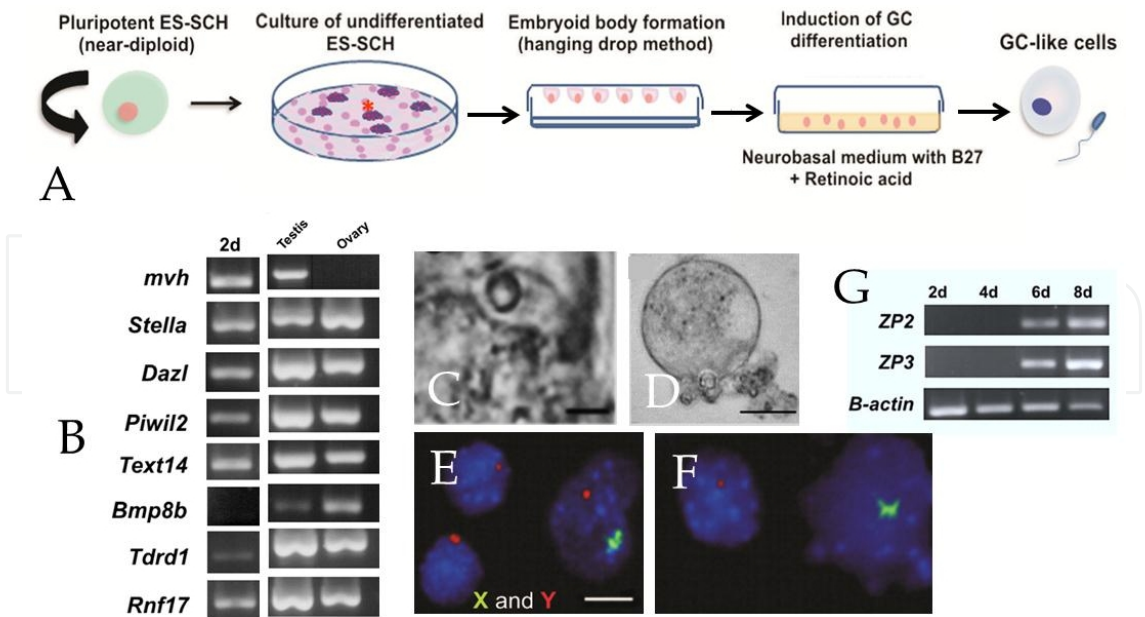 Pluripotent ES-SCH
(near-diploid)
Culture of undifferentiated
ES-SCH
Embryoid body formation
(hanging drop method)
Induction of GC
differentiation
GC-like cells
*
Neurobasal medium with B27
+ Retinoic acid
A
2d
Testis
Ovary
mvh
Stella
Dazl
Piwil2
Text14
Bmp8b
Tdrd1
Rnf17
B
C
D
E
X and Y
F
G
2d 4d 6d 8d
ZP2
ZP3
B-actin